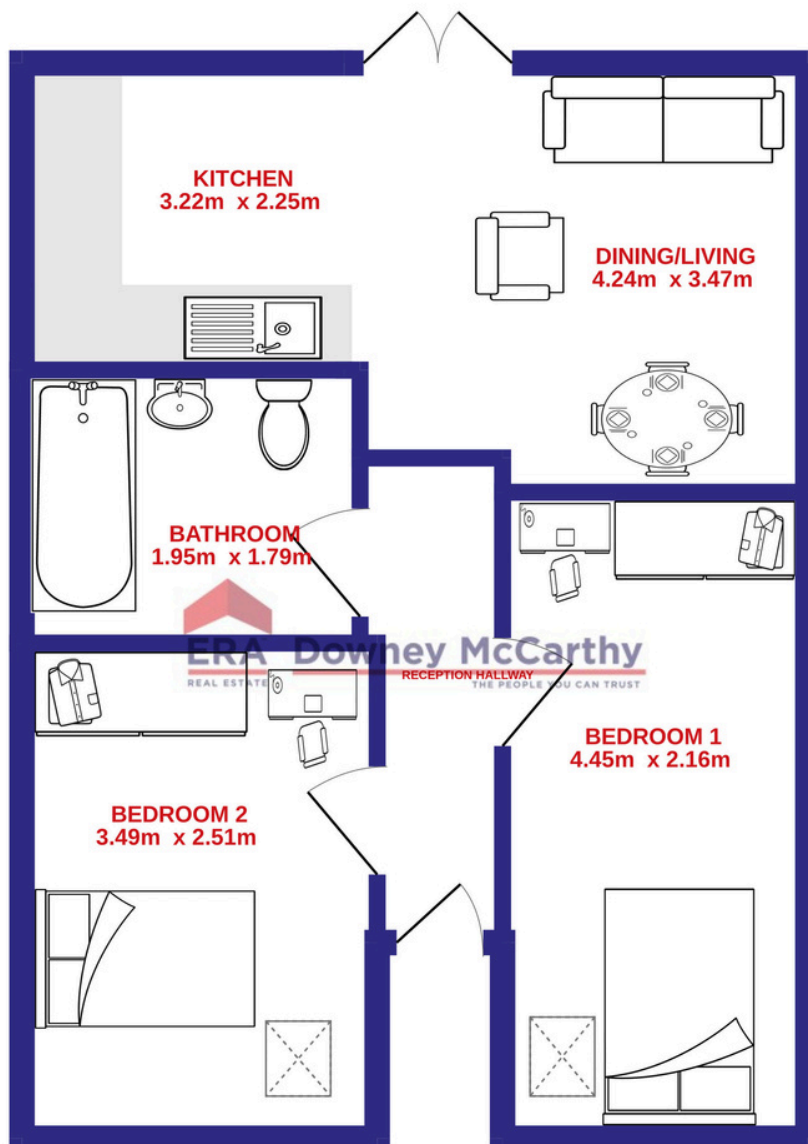 KITCHEN
3.22m x 2.25m
DINING/LIVING
4.24m x 3.47m
BATHROOM
1.95m x 1.79m
ERA Downey McCarthy
REAL ESTATE
THE PEOPLE YOU CAN TRUST
RECEPTION HALLWAY
BEDROOM 1
4.45m x 2.16m
BEDROOM 2
3.49m x 2.51m